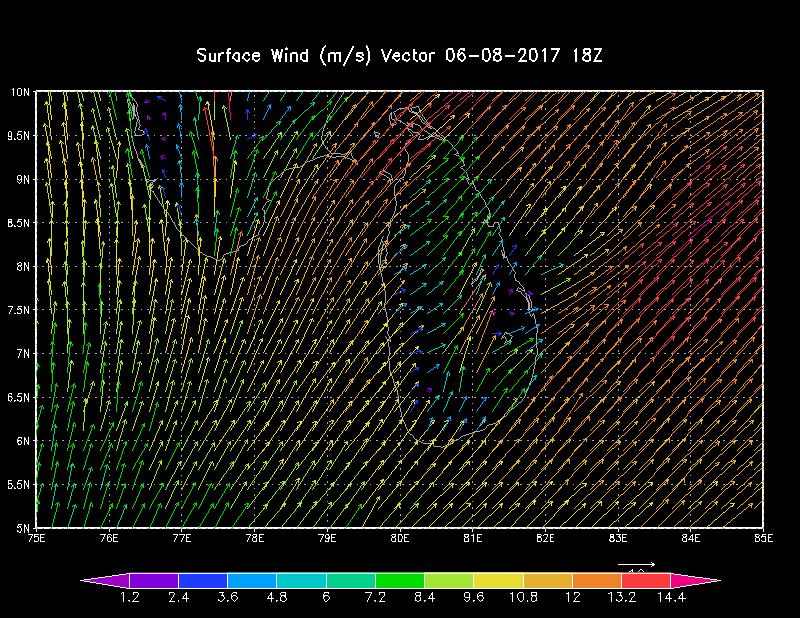 Surface Wind (m/s) Vector 06-08-2017 18Z
10N
9.5N
9N
8.5N
8N
7.5N
7N
6.5N
6N
5.5N
5N
75E 76E 77E 78E 79E 80E 81E 82E 83E 84E 85E
1.2 2.4 3.6 4.8 6 7.2 8.4 9.6 10.8 12 13.2 14.4